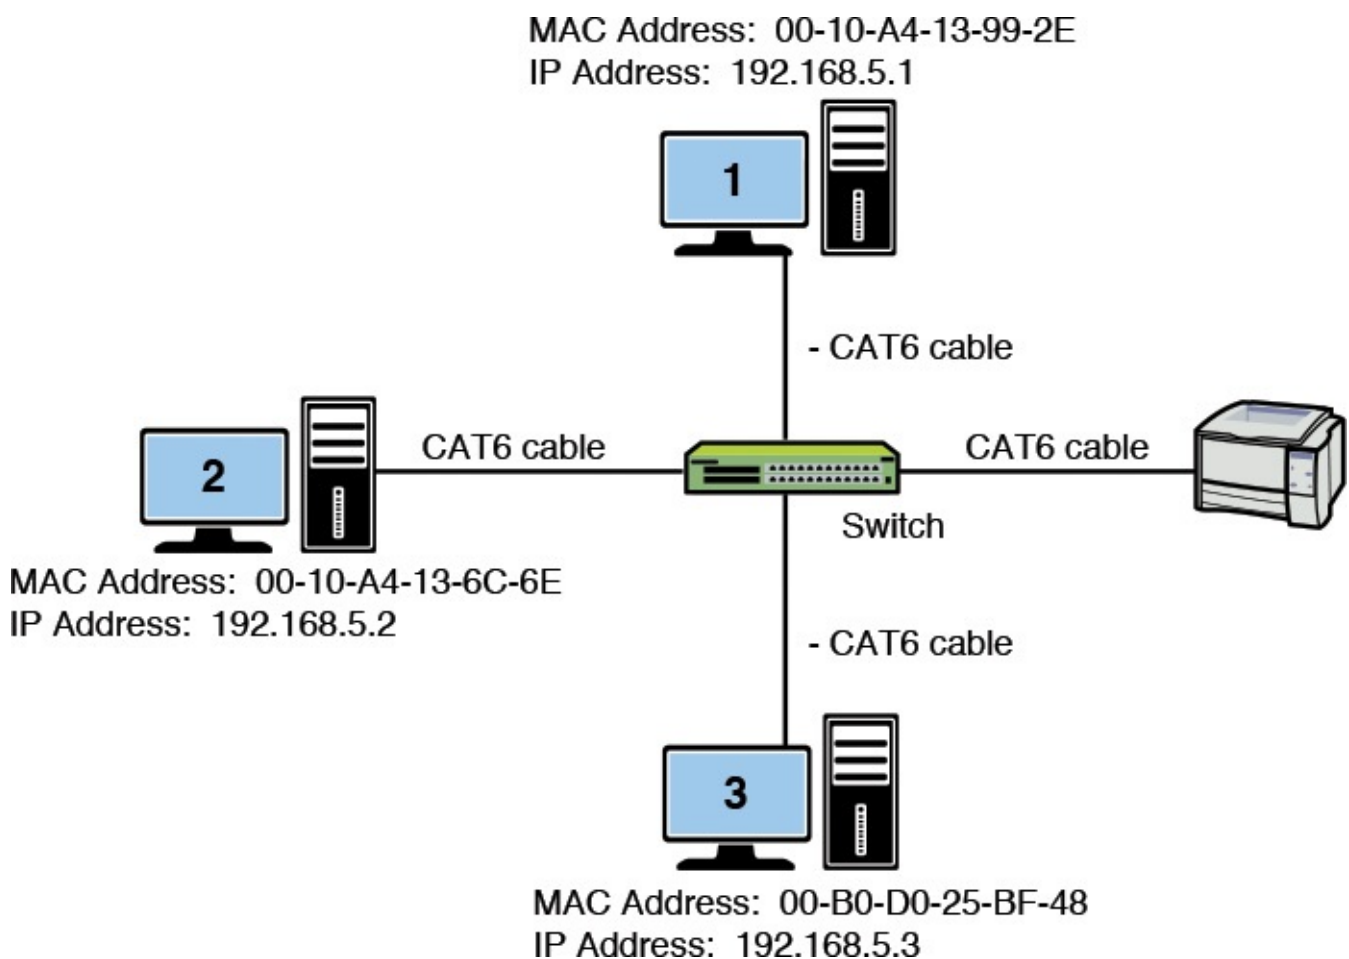 MAC Address: 00-10-A4-13-99-2E
IP Address: 192.168.5.1
1
- CAT6 cable
2
CAT6 cable
CAT6 cable
Switch
MAC Address: 00-10-A4-13-6C-6E
IP Address: 192.168.5.2
- CAT6 cable
3
MAC Address: 00-B0-D0-25-BF-48
IP Address: 192.168.5.3